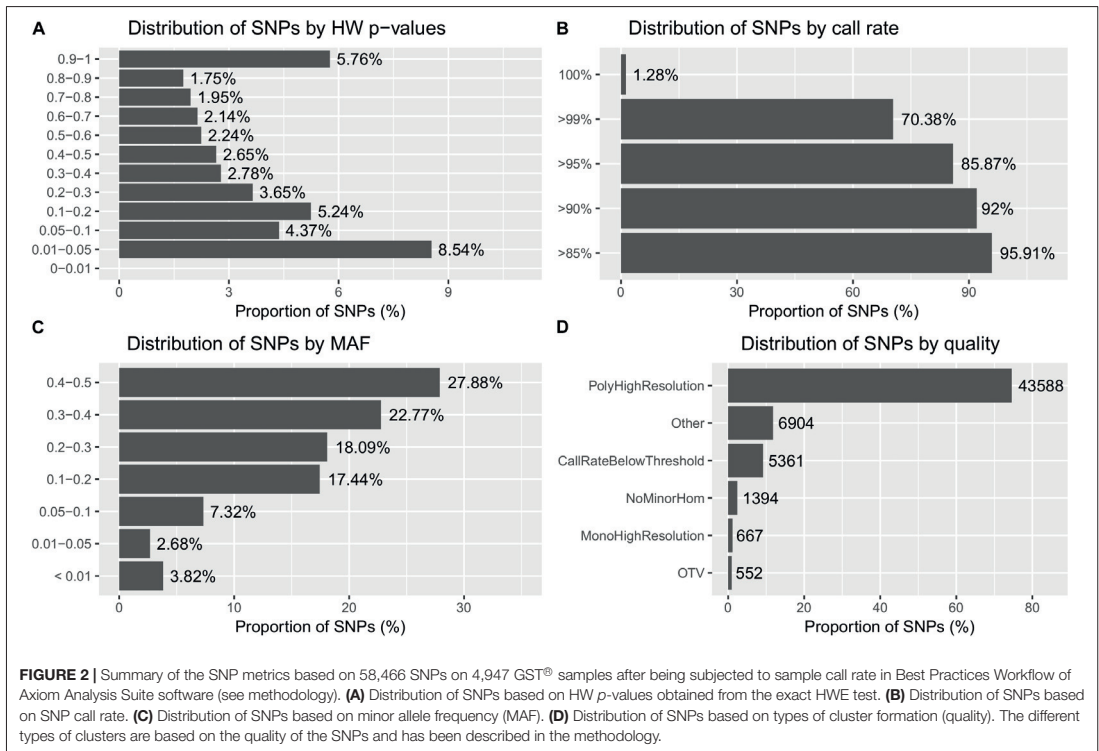 A
Distribution of SNPs by HW p−values
0.9−1
5.76%
0.8−0.9
1.75%
0.7−0.8
1.95%
0.6−0.7
2.14%
0.5−0.6
2.24%
0.4−0.5
2.65%
0.3−0.4
2.78%
0.2−0.3
3.65%
0.1−0.2
5.24%
0.05−0.1
4.37%
0.01−0.05
8.54%
0−0.01
0 3 6 9
Proportion of SNPs (%)
B
Distribution of SNPs by call rate
100%
1.28%
>99%
70.38%
>95%
85.87%
>90%
92%
>85%
95.91%
0 30 60 90
Proportion of SNPs (%)
C
Distribution of SNPs by MAF
0.4−0.5
27.88%
0.3−0.4
22.77%
0.2−0.3
18.09%
0.1−0.2
17.44%
0.05−0.1
7.32%
0.01−0.05
2.68%
< 0.01
3.82%
0 10 20 30
Proportion of SNPs (%)
D
Distribution of SNPs by quality
PolyHighResolution
43588
Other
6904
CallRateBelowThreshold
5361
NoMinorHom
1394
MonoHighResolution
667
OTV
552
0 20 40 60 80
Proportion of SNPs (%)
FIGURE 2 | Summary of the SNP metrics based on 58,466 SNPs on 4,947 GST® samples after being subjected to sample call rate in Best Practices Workflow of
Axiom Analysis Suite software (see methodology). (A) Distribution of SNPs based on HW p-values obtained from the exact HWE test. (B) Distribution of SNPs based
on SNP call rate. (C) Distribution of SNPs based on minor allele frequency (MAF). (D) Distribution of SNPs based on types of cluster formation (quality). The different
types of clusters are based on the quality of the SNPs and has been described in the methodology.